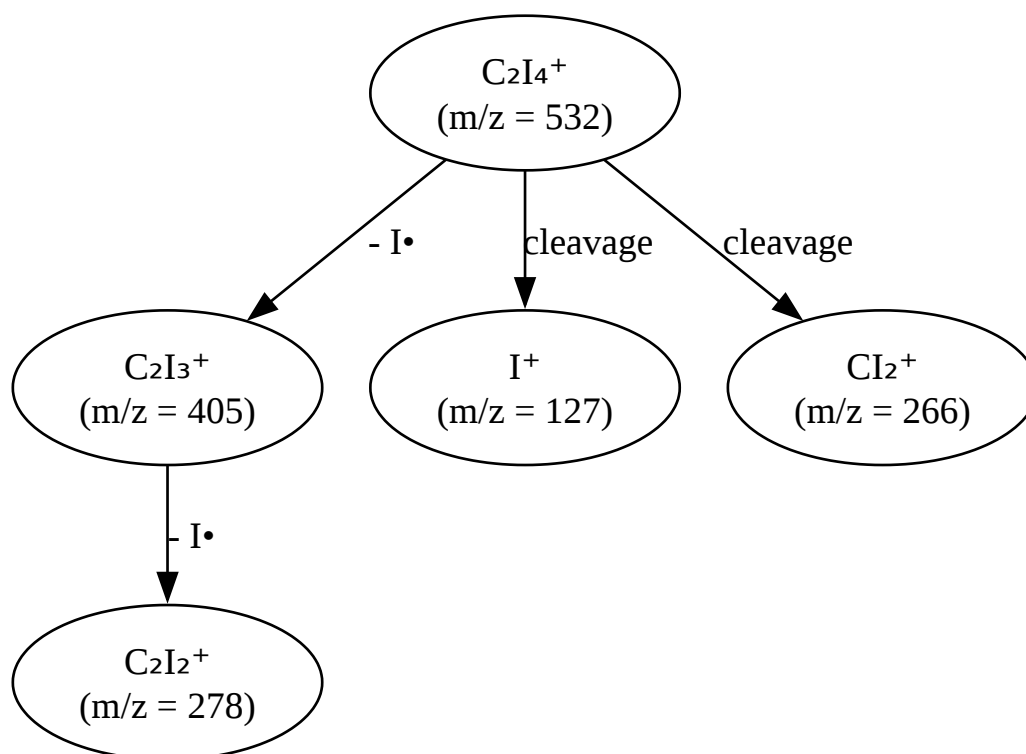 C₂I₄⁺
(m/z = 532)
- I•
cleavage
cleavage
C₂I₃⁺
(m/z = 405)
I⁺
(m/z = 127)
CI₂⁺
(m/z = 266)
- I•
C₂I₂⁺
(m/z = 278)